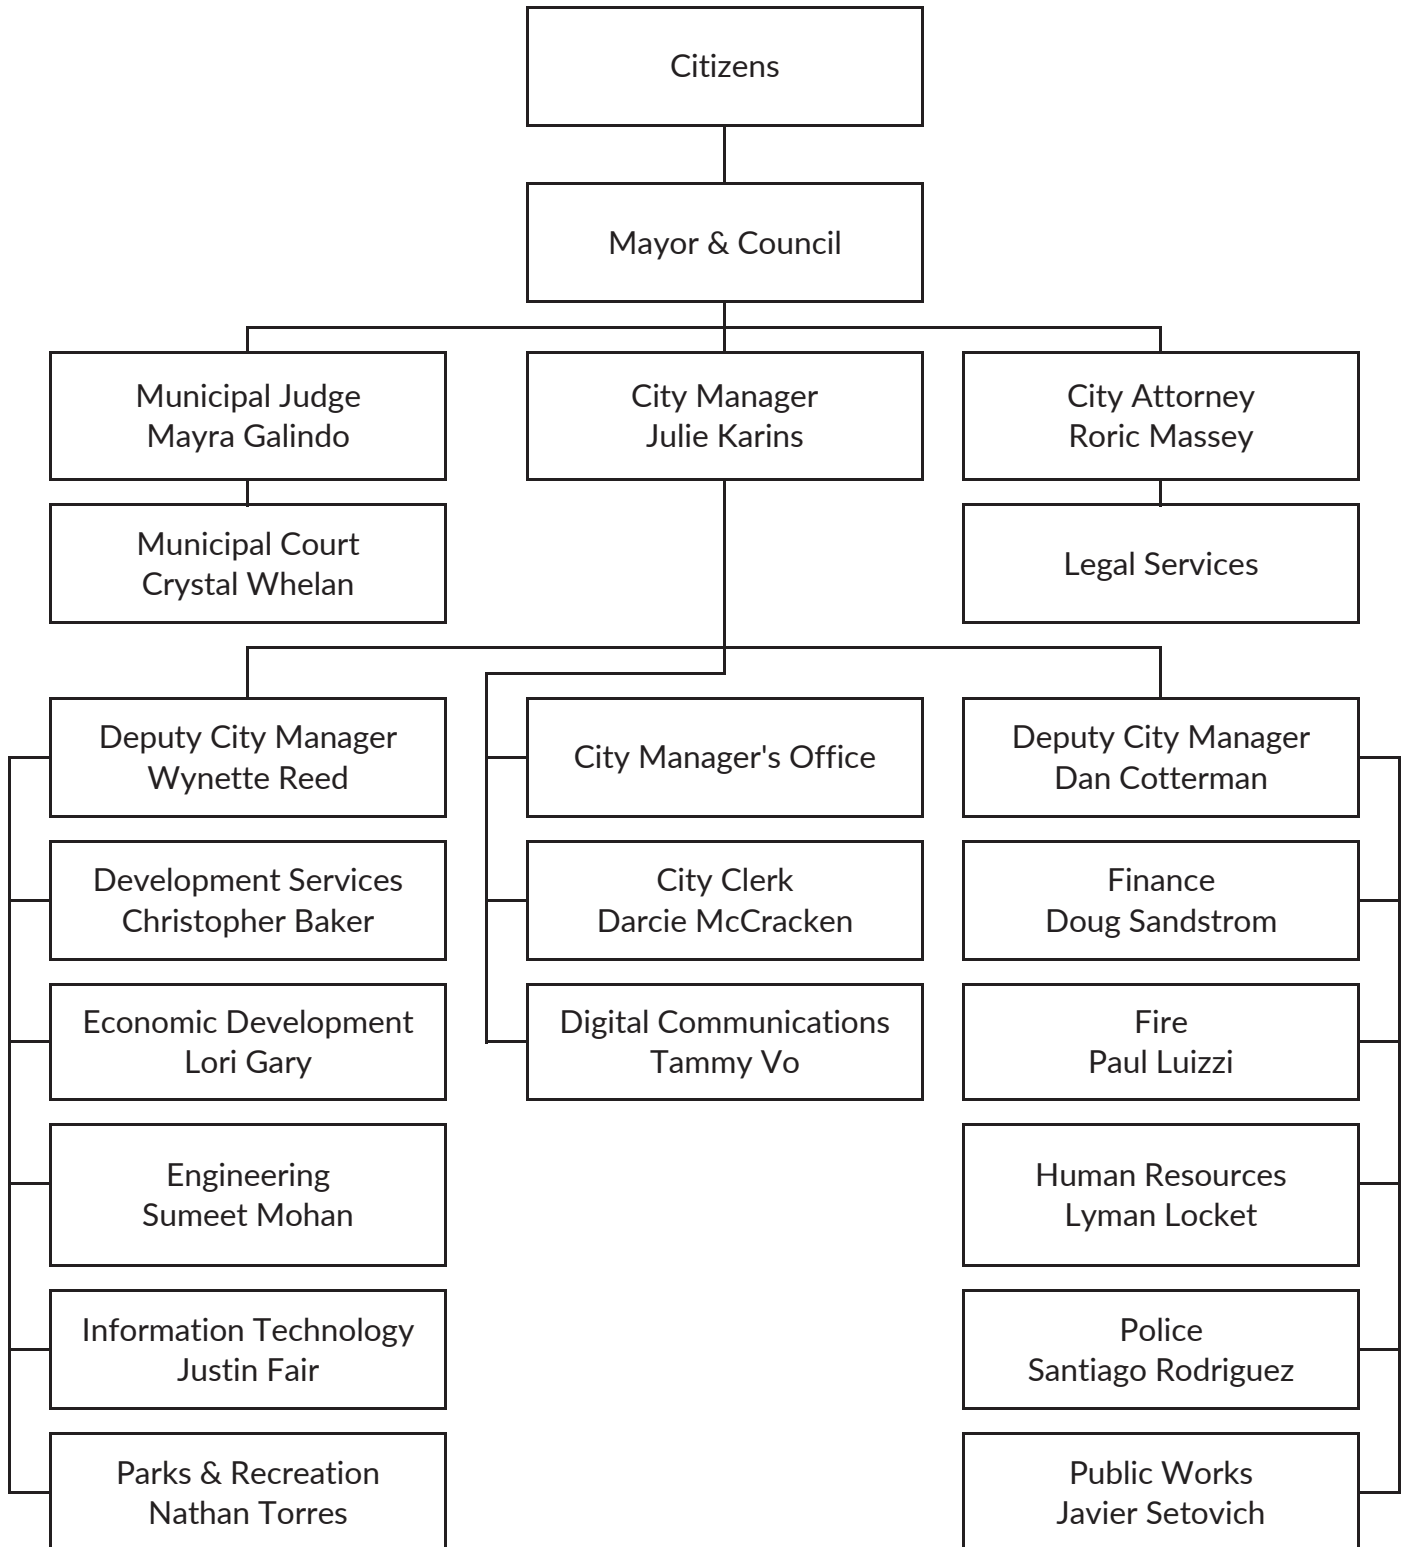 Citizens
Mayor & Council
Municipal Judge
Mayra Galindo
City Manager
Julie Karins
City Attorney
Roric Massey
Municipal Court
Crystal Whelan
Legal Services
Deputy City Manager
Wynette Reed
City Manager's Office
Deputy City Manager
Dan Cotterman
Development Services
Christopher Baker
City Clerk
Darcie McCracken
Finance
Doug Sandstrom
Economic Development
Lori Gary
Digital Communications
Tammy Vo
Fire
Paul Luizzi
Engineering
Sumeet Mohan
Human Resources
Lyman Locket
Information Technology
Justin Fair
Police
Santiago Rodriguez
Parks & Recreation
Nathan Torres
Public Works
Javier Setovich